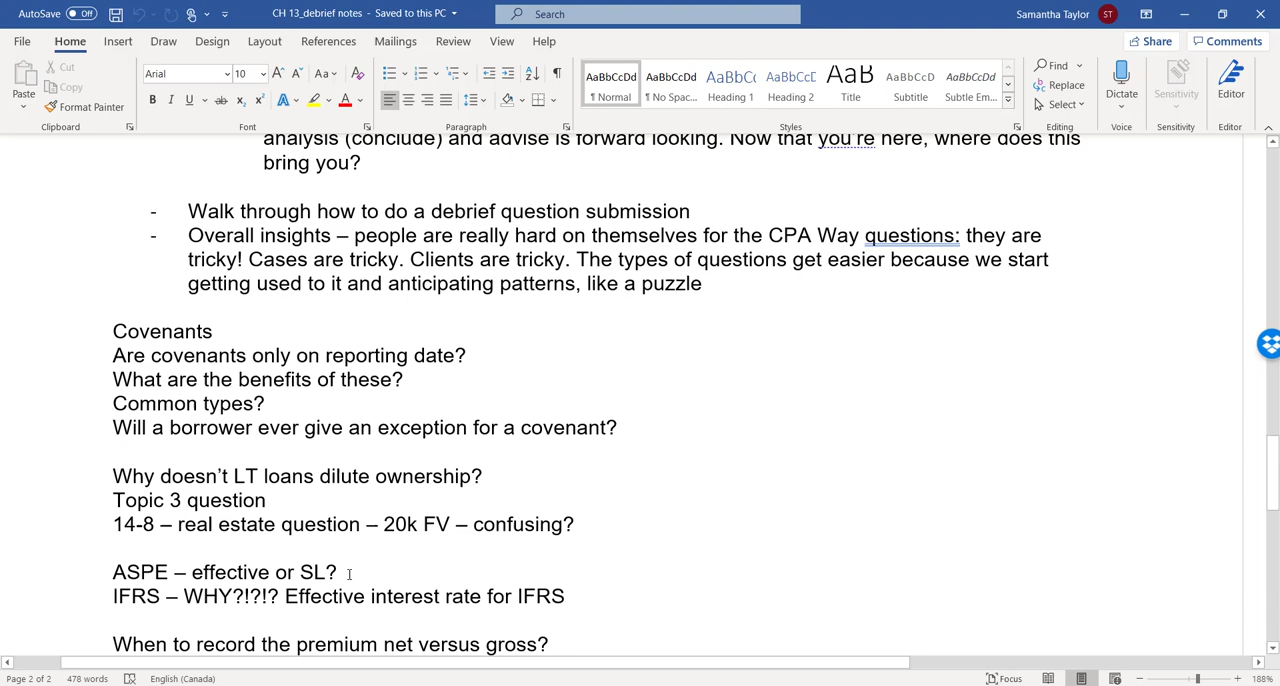 AutoSave Off CH 13_debrief notes - Saved to this PC Search Samantha Taylor ST
File Home Insert Draw Design Layout References Mailings Review View Help Share Comments
Paste Cut Copy Format Painter Clipboard
Arial 10 Font
Paragraph
AaBbCcDd ¶ Normal AaBbCcDd ¶ No Spac... AaBbCc Heading 1 AaBbCcD Heading 2 AaB Title AaBbCcD Subtitle AaBbCcDd Subtle Em... Styles
Find Replace Select Editing
Dictate Voice Sensitivity Sensitivity Editor Editor
analysis (conclude) and advise is forward looking. Now that you're here, where does this
bring you?
- Walk through how to do a debrief question submission
- Overall insights – people are really hard on themselves for the CPA Way questions: they are
tricky! Cases are tricky. Clients are tricky. The types of questions get easier because we start
getting used to it and anticipating patterns, like a puzzle
Covenants
Are covenants only on reporting date?
What are the benefits of these?
Common types?
Will a borrower ever give an exception for a covenant?
Why doesn't LT loans dilute ownership?
Topic 3 question
14-8 – real estate question – 20k FV – confusing?
ASPE – effective or SL?
IFRS – WHY?!?!? Effective interest rate for IFRS
When to record the premium net versus gross?
Page 2 of 2 478 words English (Canada) Focus 188%